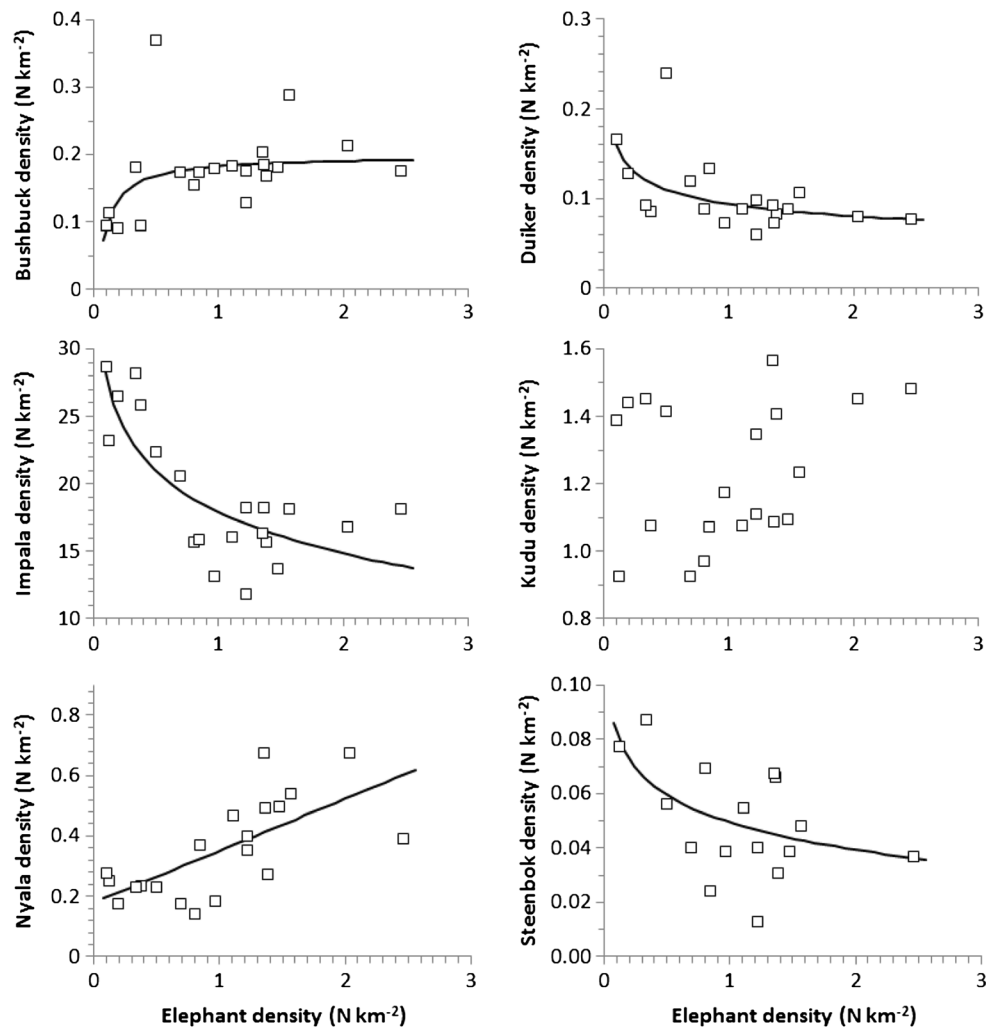 Bushbuck density (N km-2)
0.4
0.3
0.2
0.1
0
0 1 2 3
Duiker density (N km-2)
0.3
0.2
0.1
0
0 1 2 3
Impala density (N km-2)
30
25
20
15
10
0 1 2 3
Kudu density (N km-2)
1.6
1.4
1.2
1.0
0.8
0 1 2 3
Nyala density (N km-2)
0.8
0.6
0.4
0.2
0
0 1 2 3
Elephant density (N km-2)
Steenbok density (N km-2)
0.10
0.08
0.06
0.04
0.02
0.00
0 1 2 3
Elephant density (N km-2)